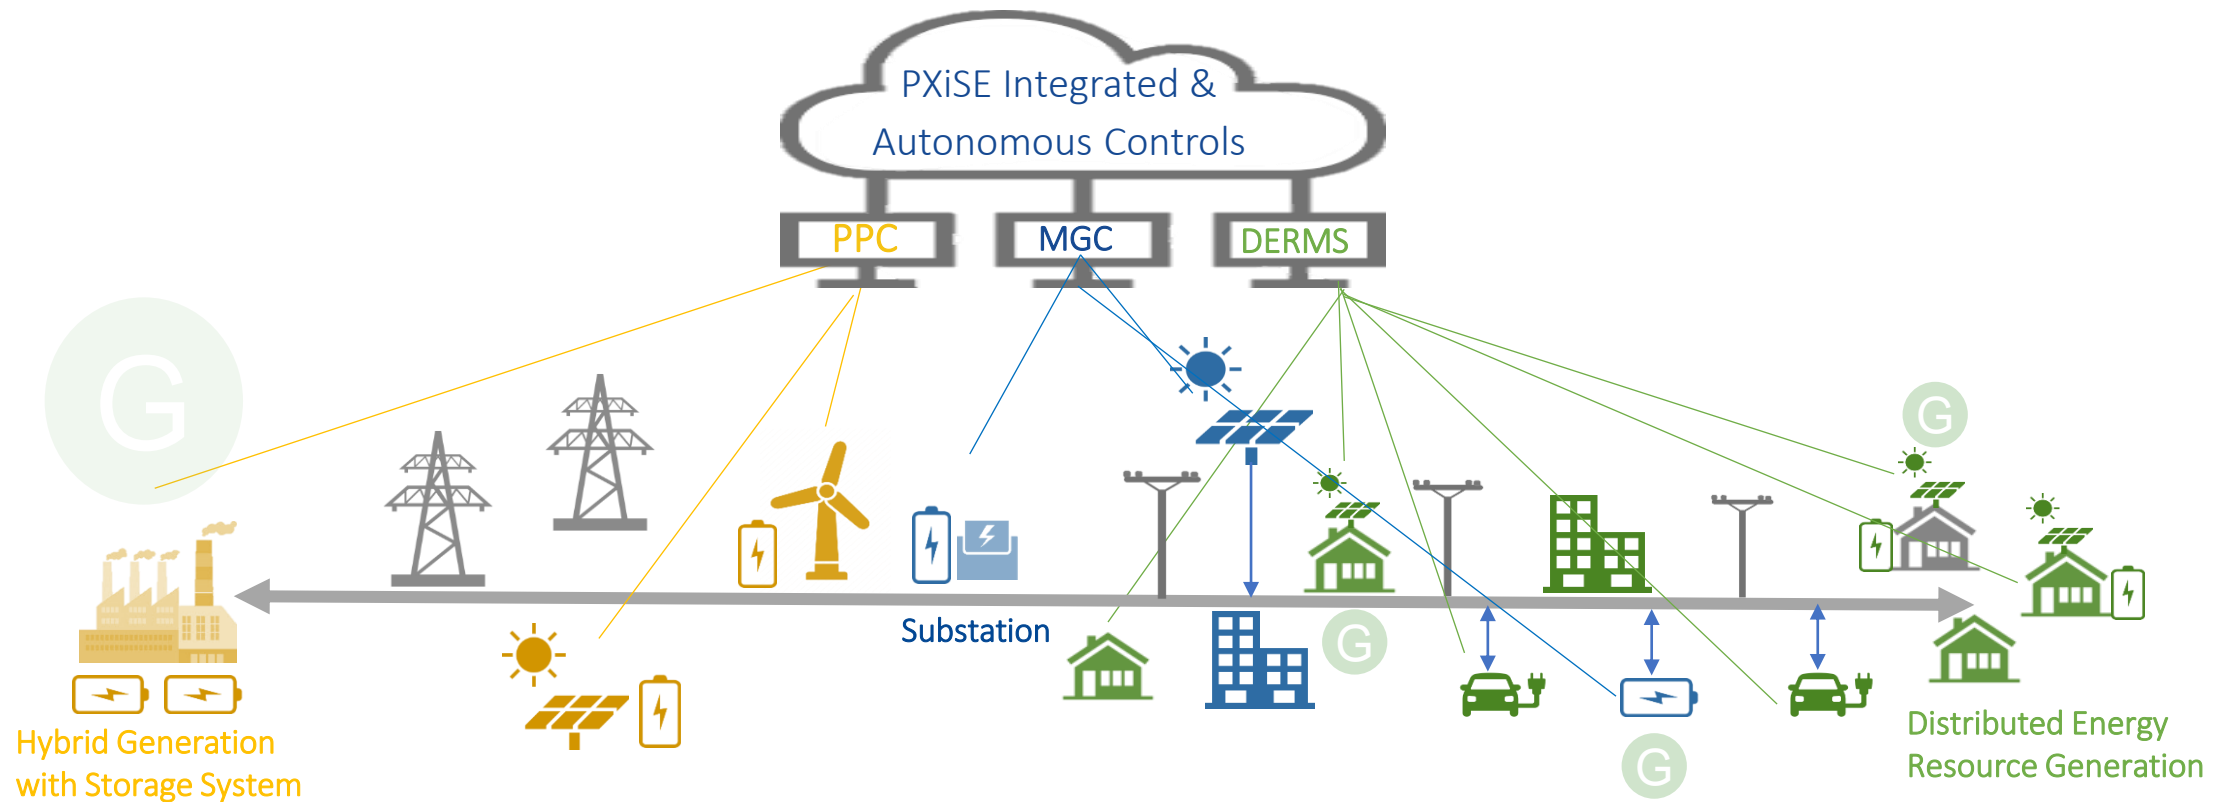 PXiSE Integrated &
Autonomous Controls
PPC
MGC
DERMS
G
G
Substation
G
G
Hybrid Generation
with Storage System
Distributed Energy
Resource Generation